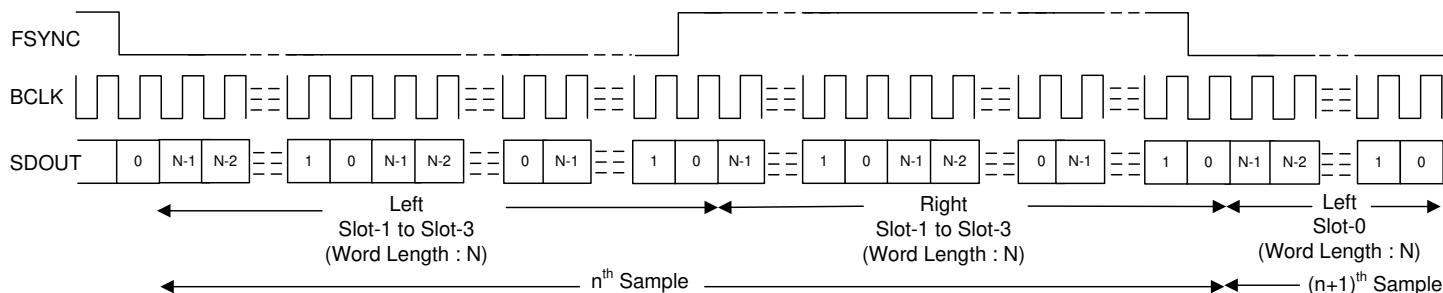 FSYNC
BCLK
SDOUT 0 N-1 N-2 1 0 N-1 N-2 0 N-1 1 0 N-1 1 0 N-1 N-2 0 N-1 1 0 N-1 N-2 1 0
Left Right Left
Slot-1 to Slot-3 Slot-1 to Slot-3 Slot-0
(Word Length : N) (Word Length : N) (Word Length : N)
nth Sample (n+1)th Sample